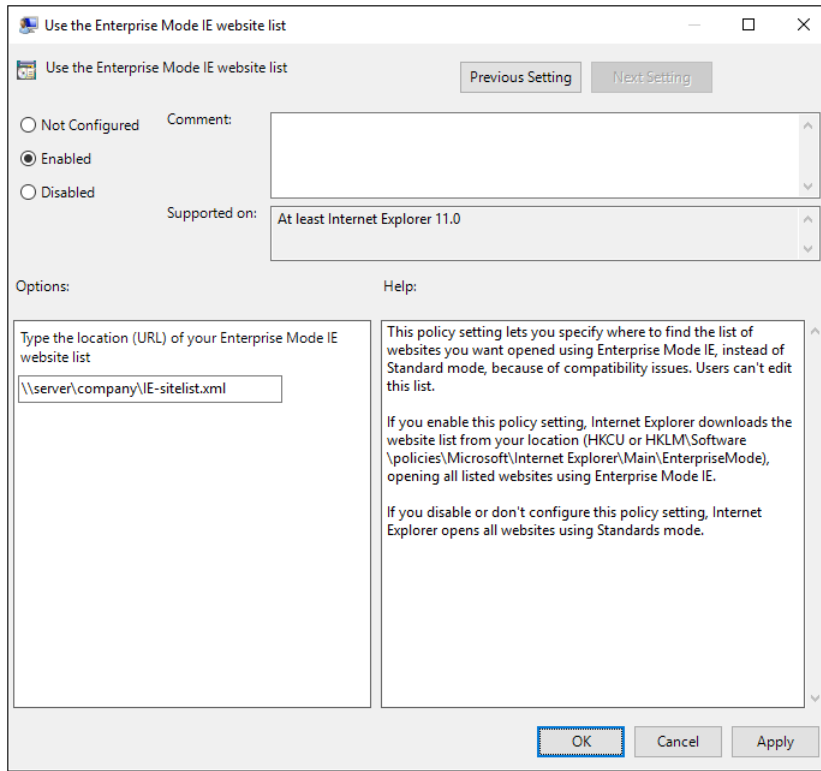 Use the Enterprise Mode IE website list
Use the Enterprise Mode IE website list
Previous Setting
Next Setting
Not Configured
Comment:
Enabled
Disabled
Supported on:
At least Internet Explorer 11.0
Options:
Help:
Type the location (URL) of your Enterprise Mode IE
website list
\\server\company\IE-sitelist.xml
This policy setting lets you specify where to find the list of
websites you want opened using Enterprise Mode IE, instead of
Standard mode, because of compatibility issues. Users can't edit
this list.
If you enable this policy setting, Internet Explorer downloads the
website list from your location (HKCU or HKLM\Software
\policies\Microsoft\Internet Explorer\Main\EnterpriseMode),
opening all listed websites using Enterprise Mode IE.
If you disable or don't configure this policy setting, Internet
Explorer opens all websites using Standards mode.
OK
Cancel
Apply